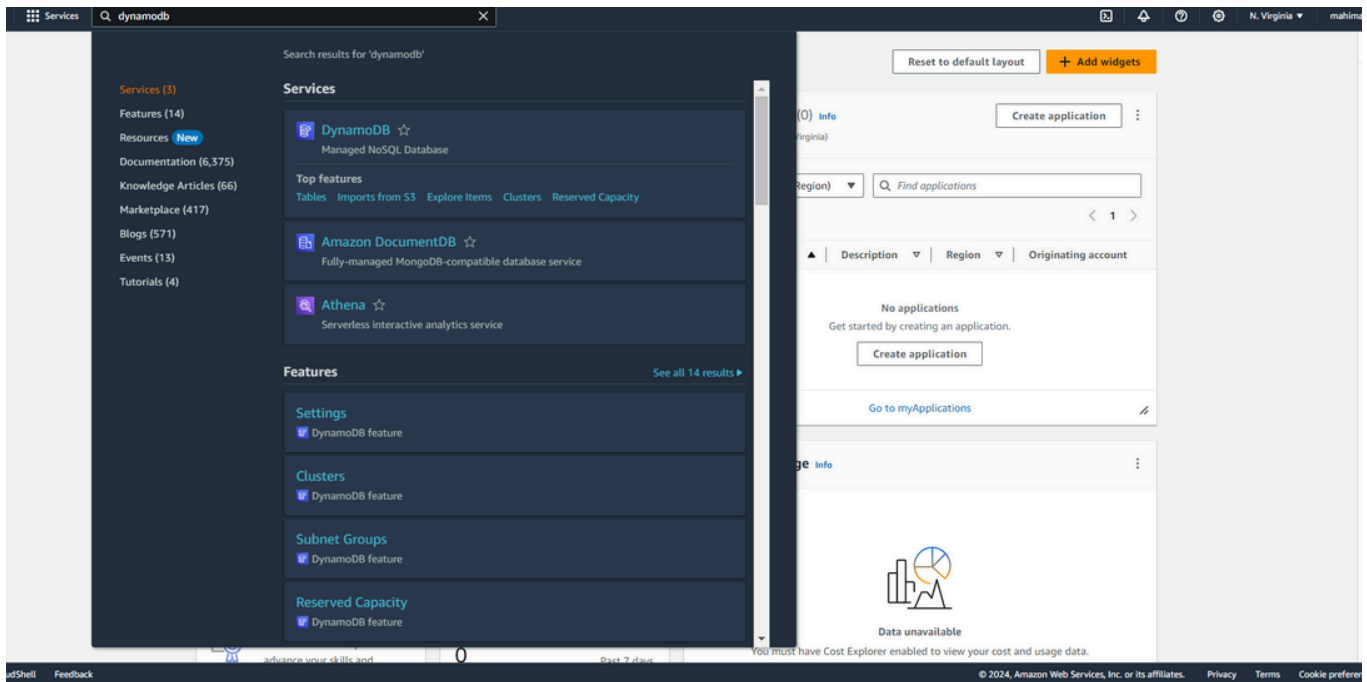 Services
dynamodb
N. Virginia
mahima
Search results for 'dynamodb'
Services (3)
Features (14)
Resources New
Documentation (6,375)
Knowledge Articles (66)
Marketplace (417)
Blogs (571)
Events (13)
Tutorials (4)
Services
DynamoDB
Managed NoSQL Database
Top features
Tables Imports from S3 Explore Items Clusters Reserved Capacity
Amazon DocumentDB
Fully-managed MongoDB-compatible database service
Athena
Serverless interactive analytics service
Features
See all 14 results
Settings
DynamoDB feature
Clusters
DynamoDB feature
Subnet Groups
DynamoDB feature
Reserved Capacity
DynamoDB feature
Reset to default layout
+ Add widgets
(0) Info
Create application
Virginia)
Region)
Find applications
1
Description
Region
Originating account
No applications
Get started by creating an application.
Create application
Go to myApplications
ge Info
Data unavailable
You must have Cost Explorer enabled to view your cost and usage data.
advance your skills and
0
Past 7 days
udShell
Feedback
© 2024, Amazon Web Services, Inc. or its affiliates.
Privacy
Terms
Cookie preferen